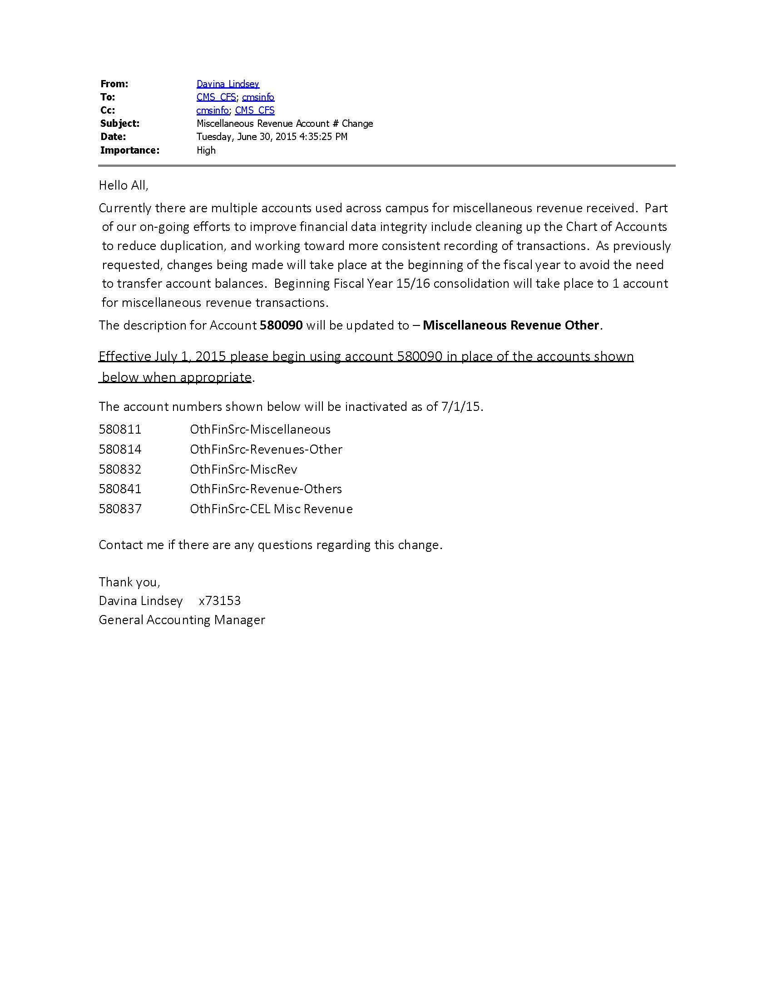 From: Davina Lindsey
To: CMS CFS; cmsinfo
Cc: cmsinfo; CMS CFS
Subject: Miscellaneous Revenue Account # Change
Date: Tuesday, June 30, 2015 4:35:25 PM
Importance: High
Hello All,
Currently there are multiple accounts used across campus for miscellaneous revenue received.  Part
of our on-going efforts to improve financial data integrity include cleaning up the Chart of Accounts
to reduce duplication, and working toward more consistent recording of transactions.  As previously
requested, changes being made will take place at the beginning of the fiscal year to avoid the need
to transfer account balances.  Beginning Fiscal Year 15/16 consolidation will take place to 1 account
for miscellaneous revenue transactions.
The description for Account 580090 will be updated to – Miscellaneous Revenue Other.
Effective July 1, 2015 please begin using account 580090 in place of the accounts shown
below when appropriate.
The account numbers shown below will be inactivated as of 7/1/15.
580811 OthFinSrc-Miscellaneous
580814 OthFinSrc-Revenues-Other
580832 OthFinSrc-MiscRev
580841 OthFinSrc-Revenue-Others
580837 OthFinSrc-CEL Misc Revenue
Contact me if there are any questions regarding this change.
Thank you,
Davina Lindsey x73153
General Accounting Manager